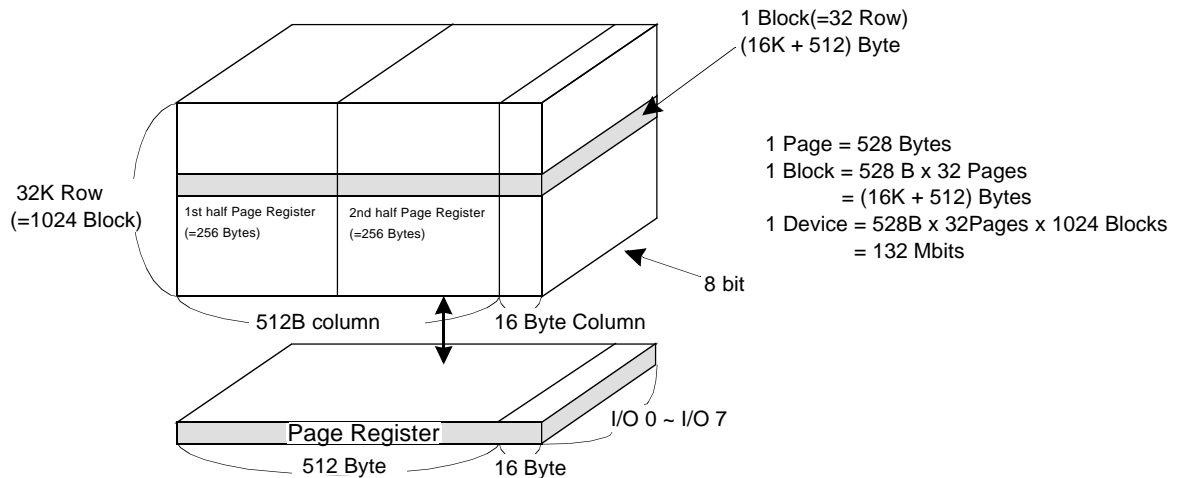 1 Block(=32 Row)
(16K + 512) Byte
1 Page = 528 Bytes
1 Block = 528 B x 32 Pages
= (16K + 512) Bytes
1 Device = 528B x 32Pages x 1024 Blocks
= 132 Mbits
32K Row
(=1024 Block)
1st half Page Register
(=256 Bytes)
2nd half Page Register
(=256 Bytes)
8 bit
512B column
16 Byte Column
I/O 0 ~ I/O 7
Page Register
512 Byte
16 Byte